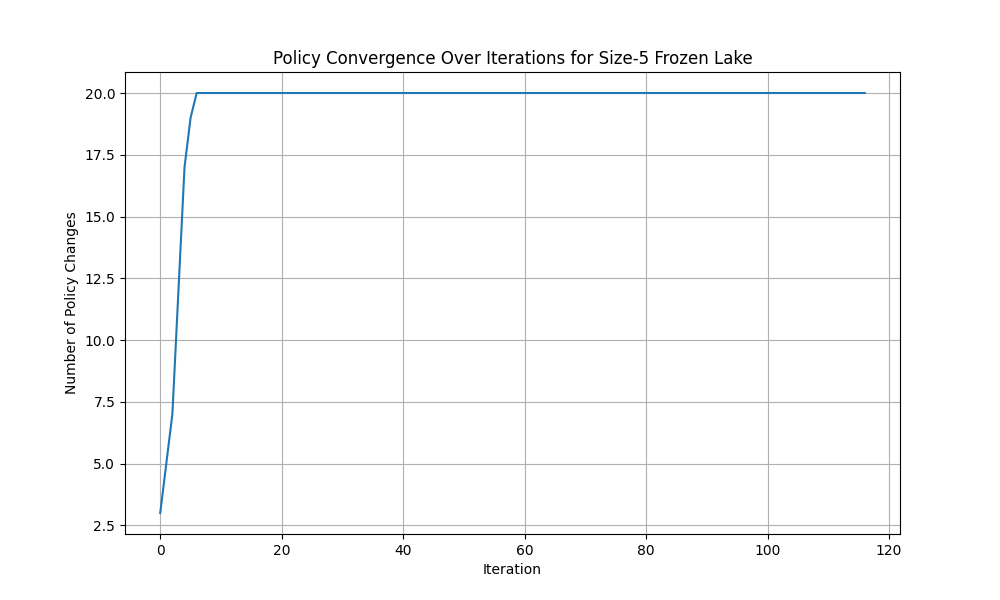 Policy Convergence Over Iterations for Size-5 Frozen Lake
Number of Policy Changes
20.0
17.5
15.0
12.5
10.0
7.5
5.0
2.5
0 20 40 60 80 100 120
Iteration